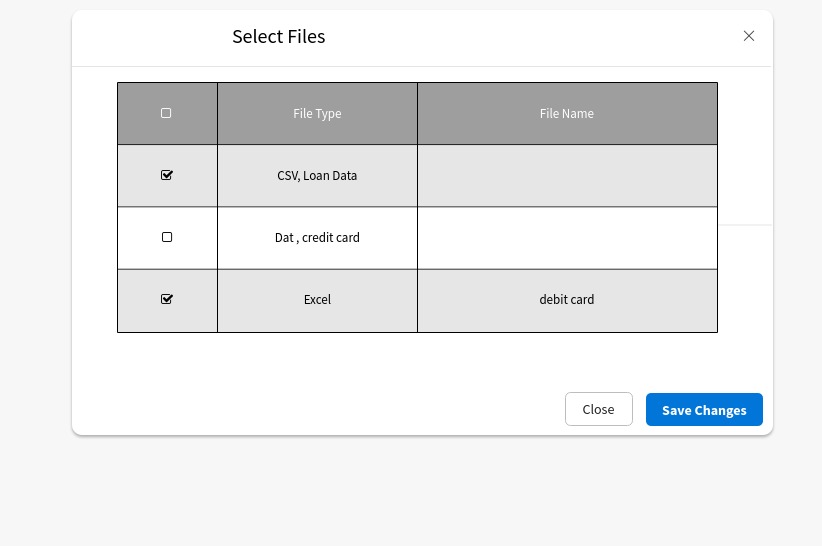 Select Files
File Type
File Name
CSV, Loan Data
Dat , credit card
Excel
debit card
Close
Save Changes